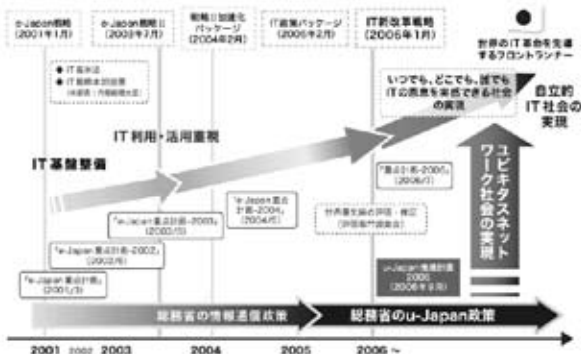 e-Japan戦略
(2001年1月)
e-Japan戦略Ⅱ
(2003年7月)
戦略Ⅱ加速化
パッケージ
(2004年2月)
IT政策パッケージ
(2005年2月)
IT新改革戦略
(2006年1月)
世界のIT革命を先導
するフロントランナー
◆ IT基本法
◆ IT戦略本部設置
いつでも、どこでも、誰でも
ITの恩恵を実感できる社会
の実現
自立的
IT社会の
実現
IT利用・活用重視
IT基盤整備
「重点計画-2006」
(2006/7)
「e-Japan重点
計画-2004」
(2004/6)
「e-Japan重点計画-2003」
(2003/8)
「e-Japan重点計画-2002」
(2002/6)
「e-Japan重点計画」
(2001/3)
ユビキタスネット
ワーク社会の実現
u-Japan推進計画
2006
(2006年9月)
総務省の情報通信政策
総務省のu-Japan政策
2001 2002 2003 2004 2005 2006 ~